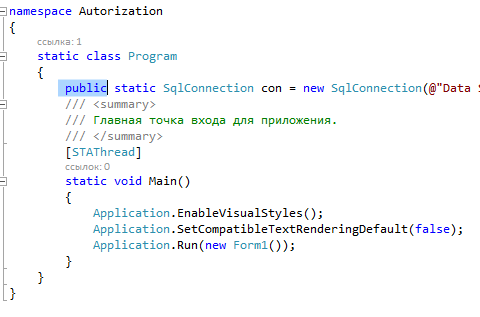 namespace Autorization
{
ссылка: 1
static class Program
{
public static SqlConnection con = new SqlConnection(@"Data S
/// <summary>
/// Главная точка входа для приложения.
/// </summary>
[STAThread]
ссылок: 0
static void Main()
{
Application.EnableVisualStyles();
Application.SetCompatibleTextRenderingDefault(false);
Application.Run(new Form1());
}
}
}